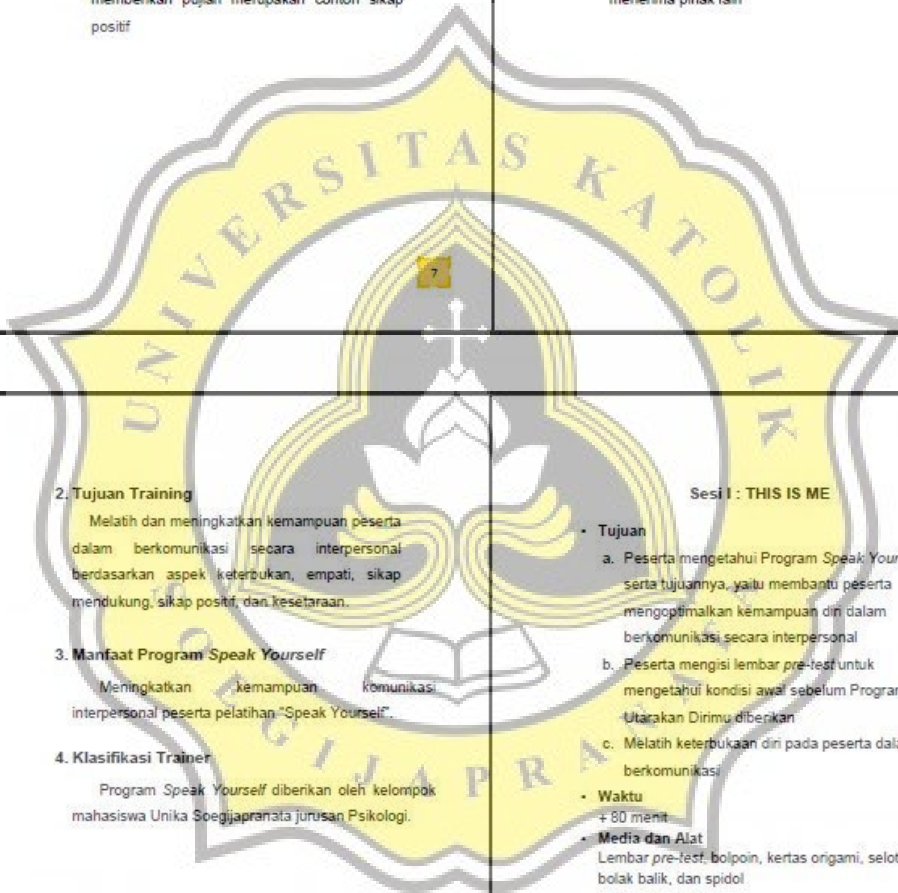 memberikan pujian merupakan contoh sikap
positif
menerima pihak lain
7
UNIVERSITAS KATOLIK
SOEGIJAPRANATA
2. Tujuan Training
Melatih dan meningkatkan kemampuan peserta
dalam berkomunikasi secara interpersonal
berdasarkan aspek keterbukan, empati, sikap
mendukung, sikap positif, dan kesetaraan.
3. Manfaat Program Speak Yourself
Meningkatkan kemampuan komunikasi
interpersonal peserta pelatihan "Speak Yourself".
4. Klasifikasi Trainer
Program Speak Yourself diberikan oleh kelompok
mahasiswa Unika Soegijapranata jurusan Psikologi.
Sesi I : THIS IS ME
• Tujuan
a. Peserta mengetahui Program Speak Your
serta tujuannya, yaitu membantu peserta
mengoptimalkan kemampuan diri dalam
berkomunikasi secara interpersonal
b. Peserta mengisi lembar pre-test untuk
mengetahui kondisi awal sebelum Program
Utarakan Dirimu diberikan
c. Melatih keterbukaan diri pada peserta dala
berkomunikasi
• Waktu
+ 80 menit
• Media dan Alat
Lembar pre-test, bolpoin, kertas origami, selot
bolak balik, dan spidol